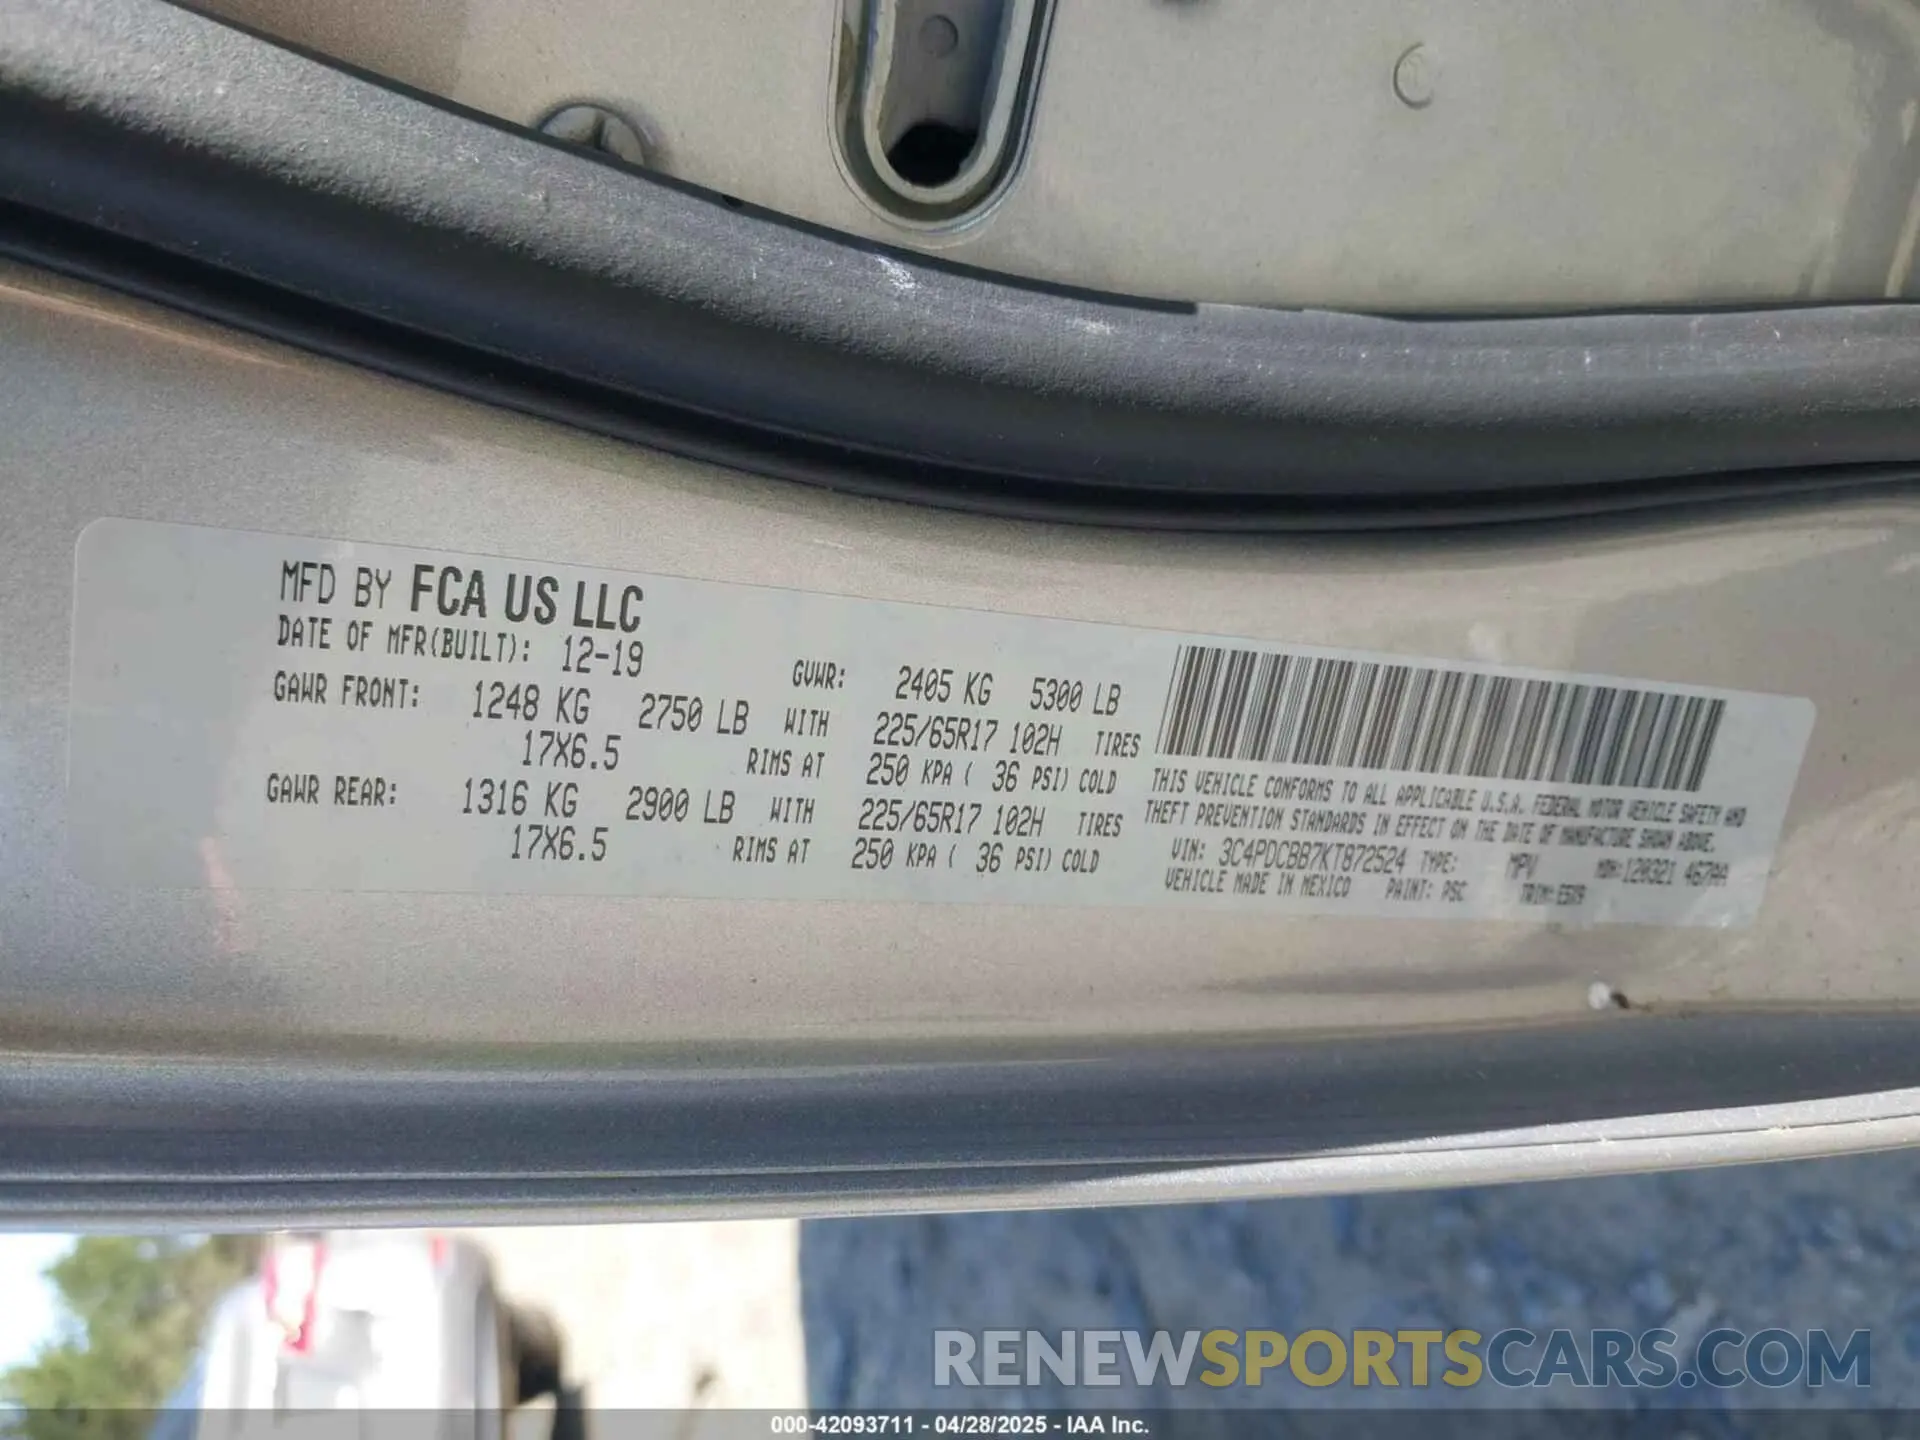 MFD BY FCA US LLC
DATE OF MFR(BUILT): 12-19
GVWR: 2405 KG 5300 LB
GAWR FRONT: 1248 KG 2750 LB WITH 225/65R17 102H TIRES
17X6.5 RIMS AT 250 KPA ( 36 PSI) COLD
GAWR REAR: 1316 KG 2900 LB WITH 225/65R17 102H TIRES
17X6.5 RIMS AT 250 KPA ( 36 PSI) COLD
THIS VEHICLE CONFORMS TO ALL APPLICABLE U.S.A. FEDERAL MOTOR VEHICLE SAFETY AND
THEFT PREVENTION STANDARDS IN EFFECT ON THE DATE OF MANUFACTURE SHOWN ABOVE.
VIN: 3C4PDCBB7KT872524 TYPE: MPV MDH:120321 467AA
VEHICLE MADE IN MEXICO PAINT: PSC TRIM:E5X9
RENEWSPORTSCARS.COM
000-42093711 - 04/28/2025 - IAA Inc.